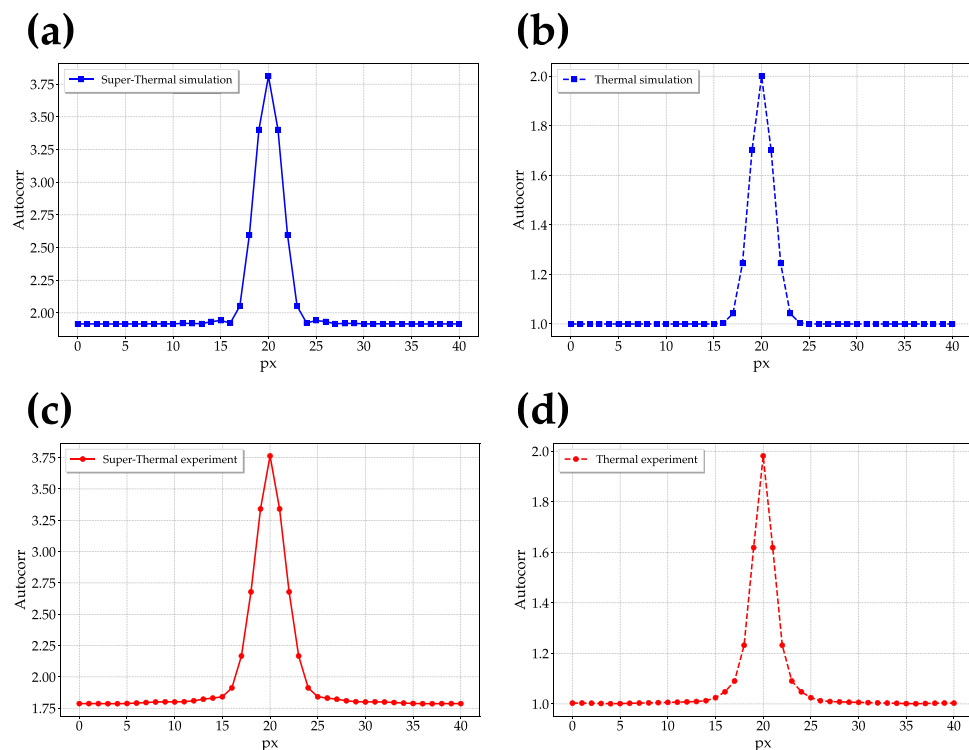 (a)
Super-Thermal simulation
3.75
3.50
3.25
3.00
2.75
2.50
2.25
2.00
Autocorr
0 5 10 15 20 25 30 35 40
px
(b)
Thermal simulation
2.0
1.8
1.6
1.4
1.2
1.0
Autocorr
0 5 10 15 20 25 30 35 40
px
(c)
Super-Thermal experiment
3.75
3.50
3.25
3.00
2.75
2.50
2.25
2.00
1.75
Autocorr
0 5 10 15 20 25 30 35 40
px
(d)
Thermal experiment
2.0
1.8
1.6
1.4
1.2
1.0
Autocorr
0 5 10 15 20 25 30 35 40
px